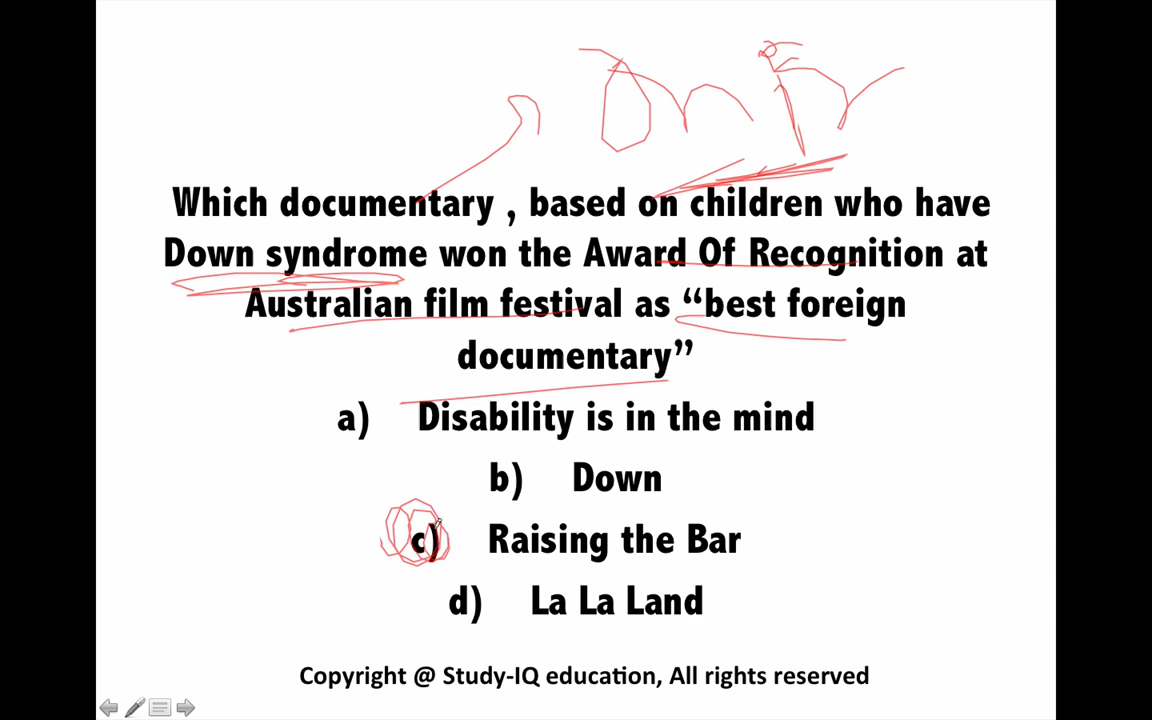 Which documentary , based on children who have
Down syndrome won the Award Of Recognition at
Australian film festival as “best foreign
documentary”
a) Disability is in the mind
b) Down
c) Raising the Bar
d) La La Land
Copyright @ Study-IQ education, All rights reserved